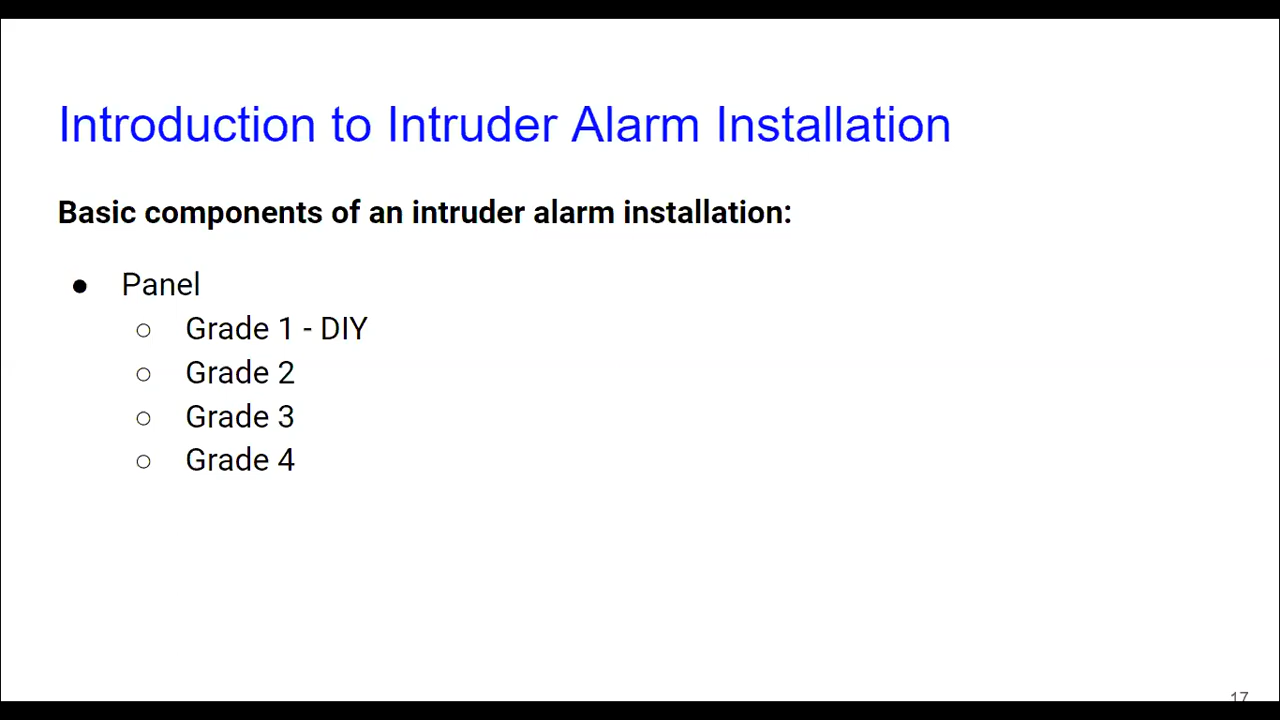 Introduction to Intruder Alarm Installation
Basic components of an intruder alarm installation:
● Panel
○ Grade 1 - DIY
○ Grade 2
○ Grade 3
○ Grade 4
17